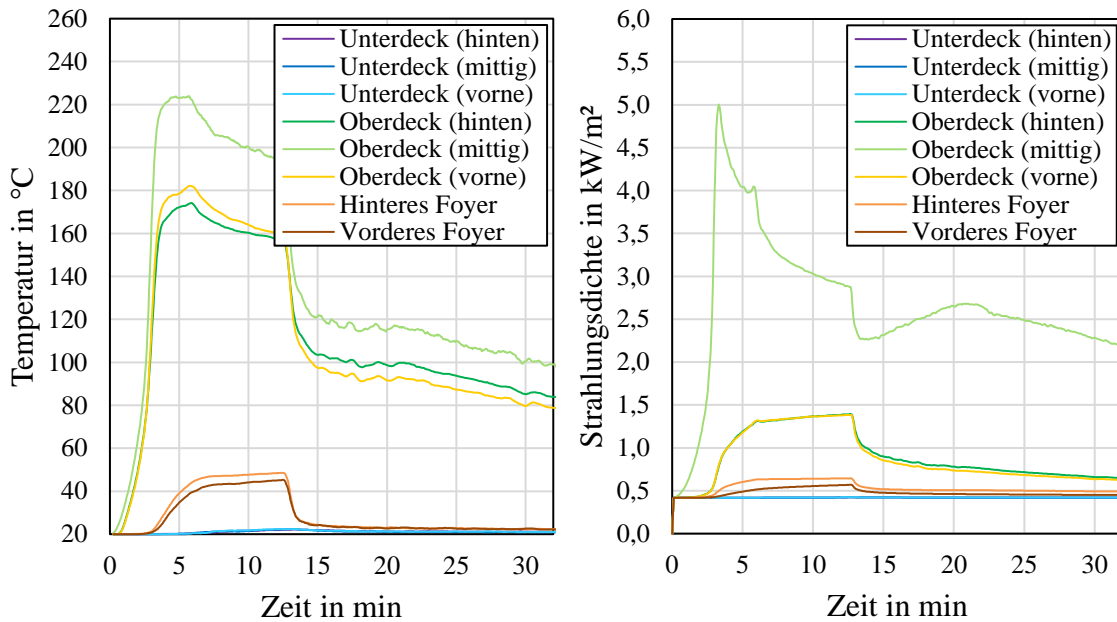 Temperatur in °C
260
240
220
200
180
160
140
120
100
80
60
40
20
0
5
10
15
20
25
30
Zeit in min
Unterdeck (hinten)
Unterdeck (mittig)
Unterdeck (vorne)
Oberdeck (hinten)
Oberdeck (mittig)
Oberdeck (vorne)
Hinteres Foyer
Vorderes Foyer
Strahlungsdichte in kW/m²
6,0
5,5
5,0
4,5
4,0
3,5
3,0
2,5
2,0
1,5
1,0
0,5
0,0
0
5
10
15
20
25
30
Zeit in min
Unterdeck (hinten)
Unterdeck (mittig)
Unterdeck (vorne)
Oberdeck (hinten)
Oberdeck (mittig)
Oberdeck (vorne)
Hinteres Foyer
Vorderes Foyer